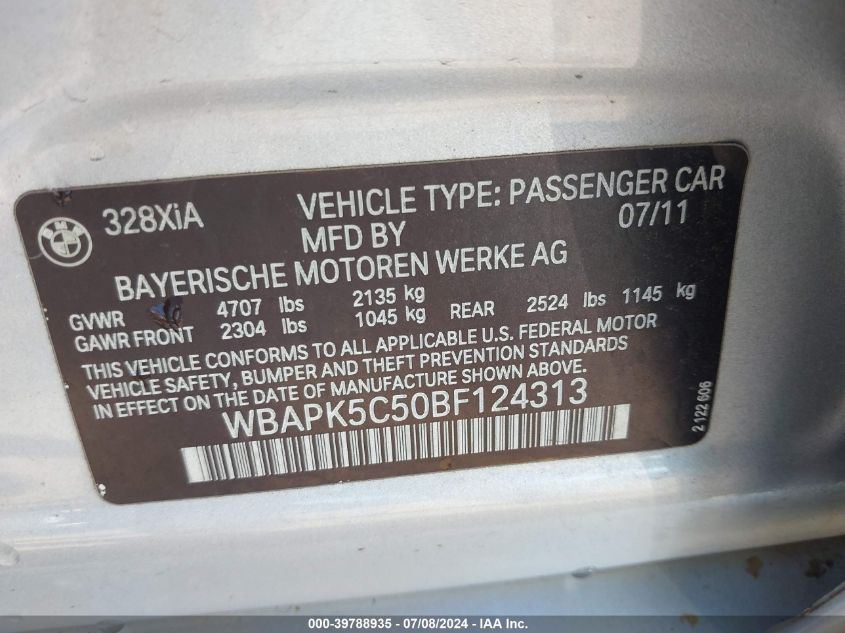 BMW
328XiA VEHICLE TYPE: PASSENGER CAR
MFD BY 07/11
BAYERISCHE MOTOREN WERKE AG
GVWR 4707 lbs 2135 kg
GAWR FRONT 2304 lbs 1045 kg REAR 2524 lbs 1145 kg
THIS VEHICLE CONFORMS TO ALL APPLICABLE U.S. FEDERAL MOTOR
VEHICLE SAFETY, BUMPER AND THEFT PREVENTION STANDARDS
IN EFFECT ON THE DATE OF MANUFACTURE SHOWN ABOVE.
WBAPK5C50BF124313
2 122 606
000-39788935 - 07/08/2024 - IAA, Inc.